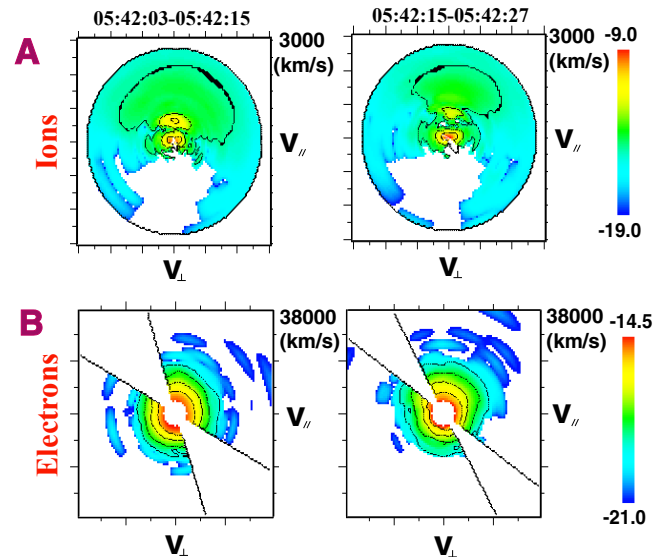 05:42:03-05:42:15
05:42:15-05:42:27
A
Ions
3000
(km/s)
V//
V⊥
3000
(km/s)
V//
V⊥
-9.0
-19.0
B
Electrons
38000
(km/s)
V//
V⊥
38000
(km/s)
V//
V⊥
-14.5
-21.0